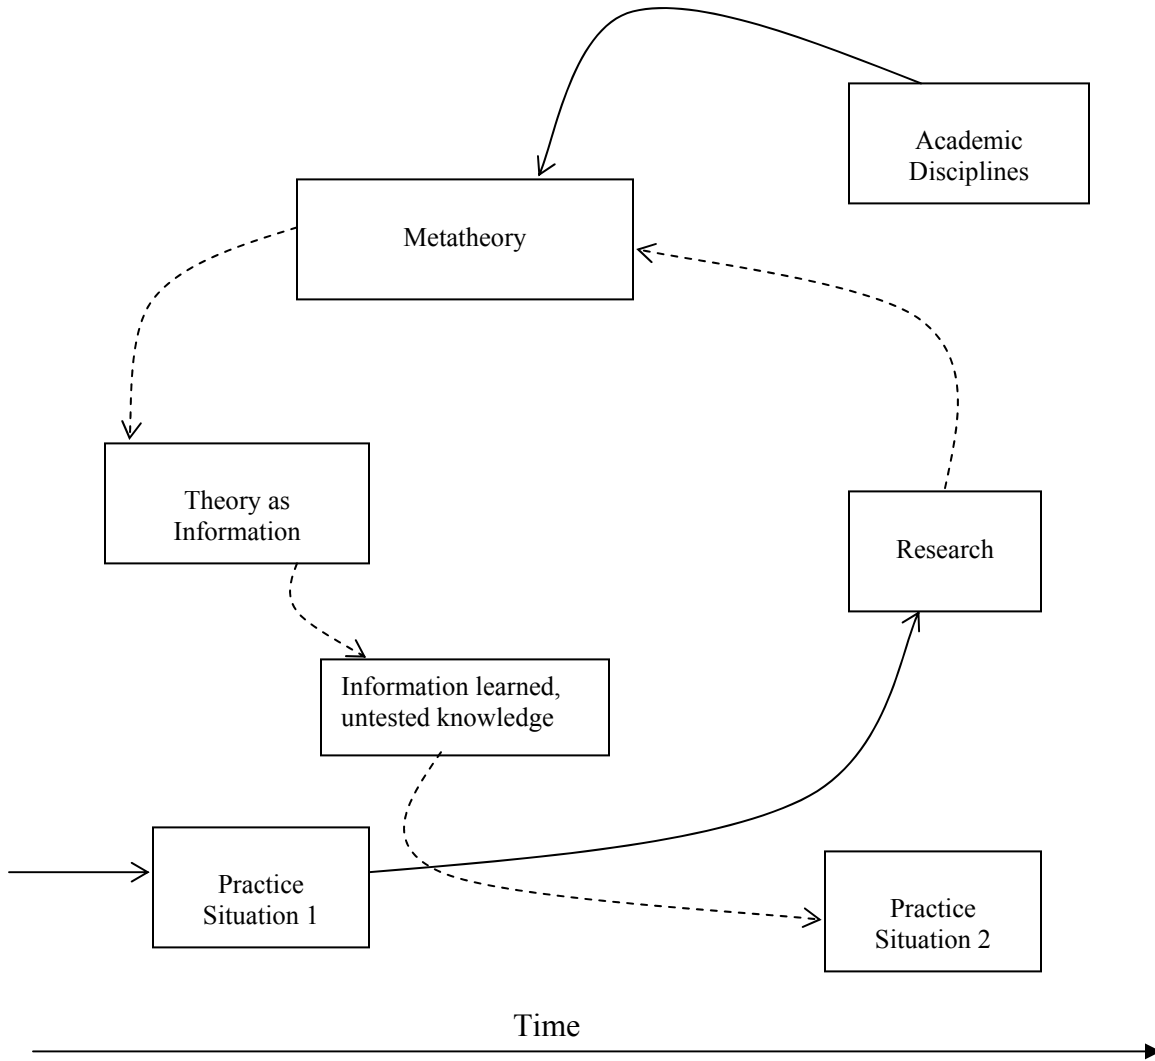 Academic
Disciplines
Metatheory
Theory as
Information
Research
Information learned,
untested knowledge
Practice
Situation 1
Practice
Situation 2
Time